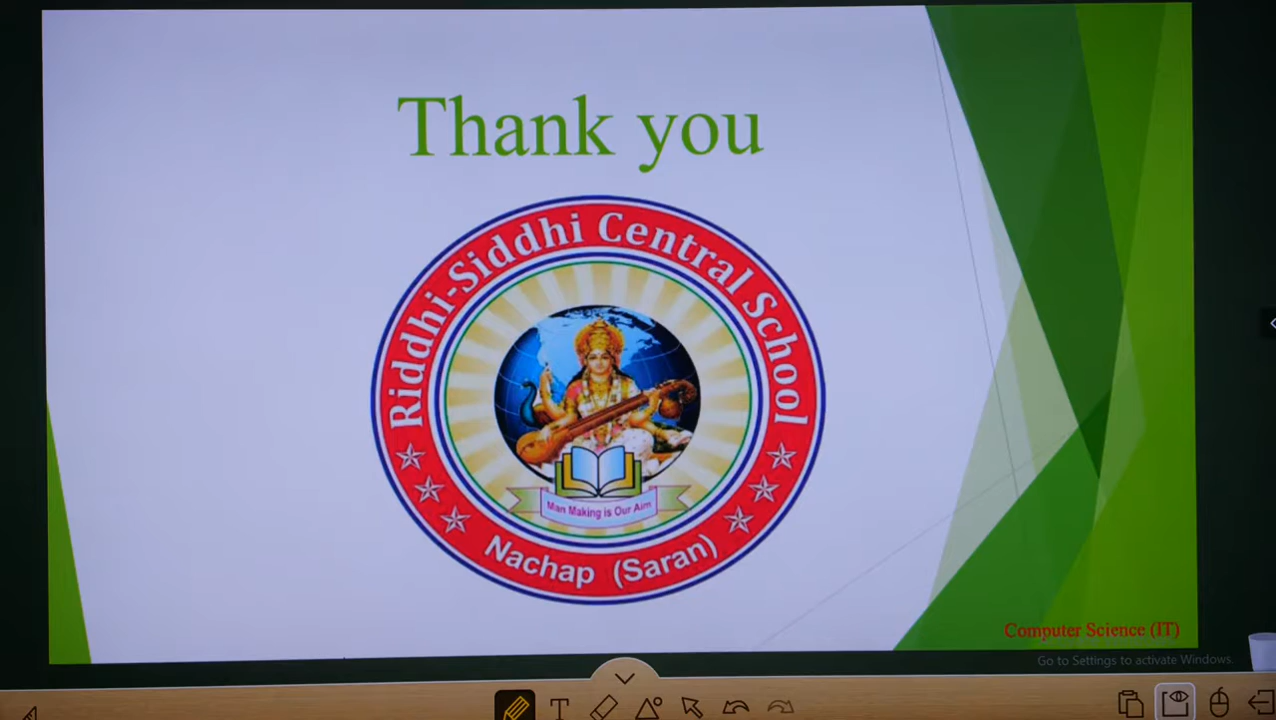 Thank you
Riddhi-Siddhi Central School
Man Making is Our Aim
Nachap (Saran)
Computer Science (IT)
Go to Settings to activate Windows.
T